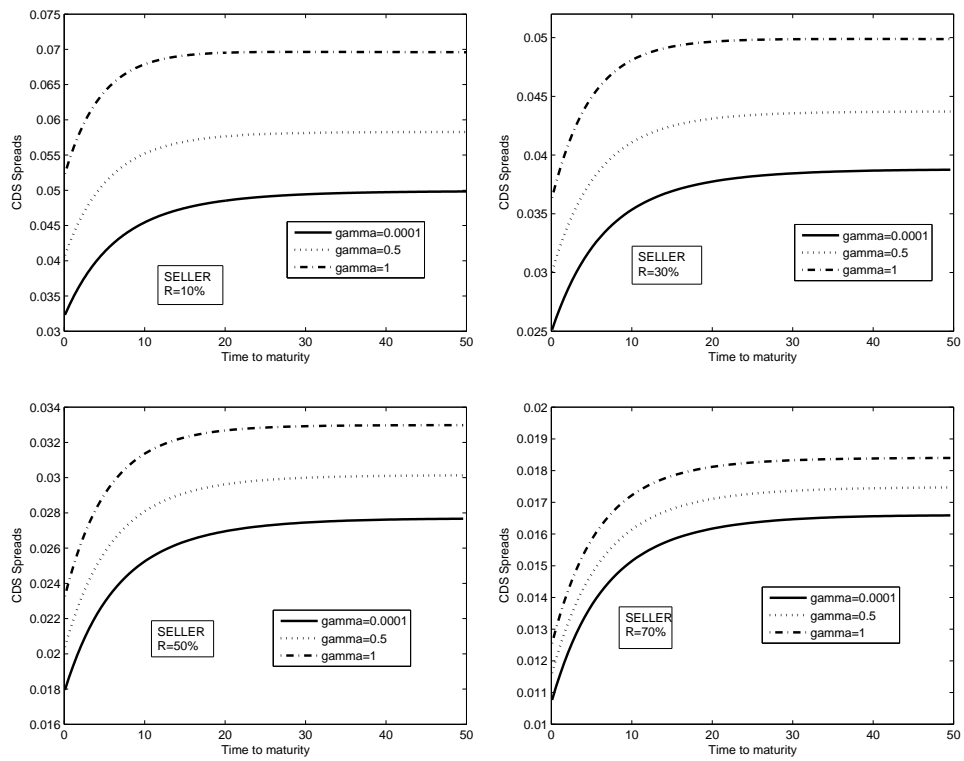 0.075
0.07
0.065
0.06
0.055
0.05
0.045
0.04
0.035
0.03
CDS Spreads
0 10 20 30 40 50
Time to maturity
gamma=0.0001
gamma=0.5
gamma=1
SELLER
R=10%
0.05
0.045
0.04
0.035
0.03
0.025
CDS Spreads
0 10 20 30 40 50
Time to maturity
gamma=0.0001
gamma=0.5
gamma=1
SELLER
R=30%
0.034
0.032
0.03
0.028
0.026
0.024
0.022
0.02
0.018
0.016
CDS Spreads
0 10 20 30 40 50
Time to maturity
gamma=0.0001
gamma=0.5
gamma=1
SELLER
R=50%
0.02
0.019
0.018
0.017
0.016
0.015
0.014
0.013
0.012
0.011
0.01
CDS Spreads
0 10 20 30 40 50
Time to maturity
gamma=0.0001
gamma=0.5
gamma=1
SELLER
R=70%